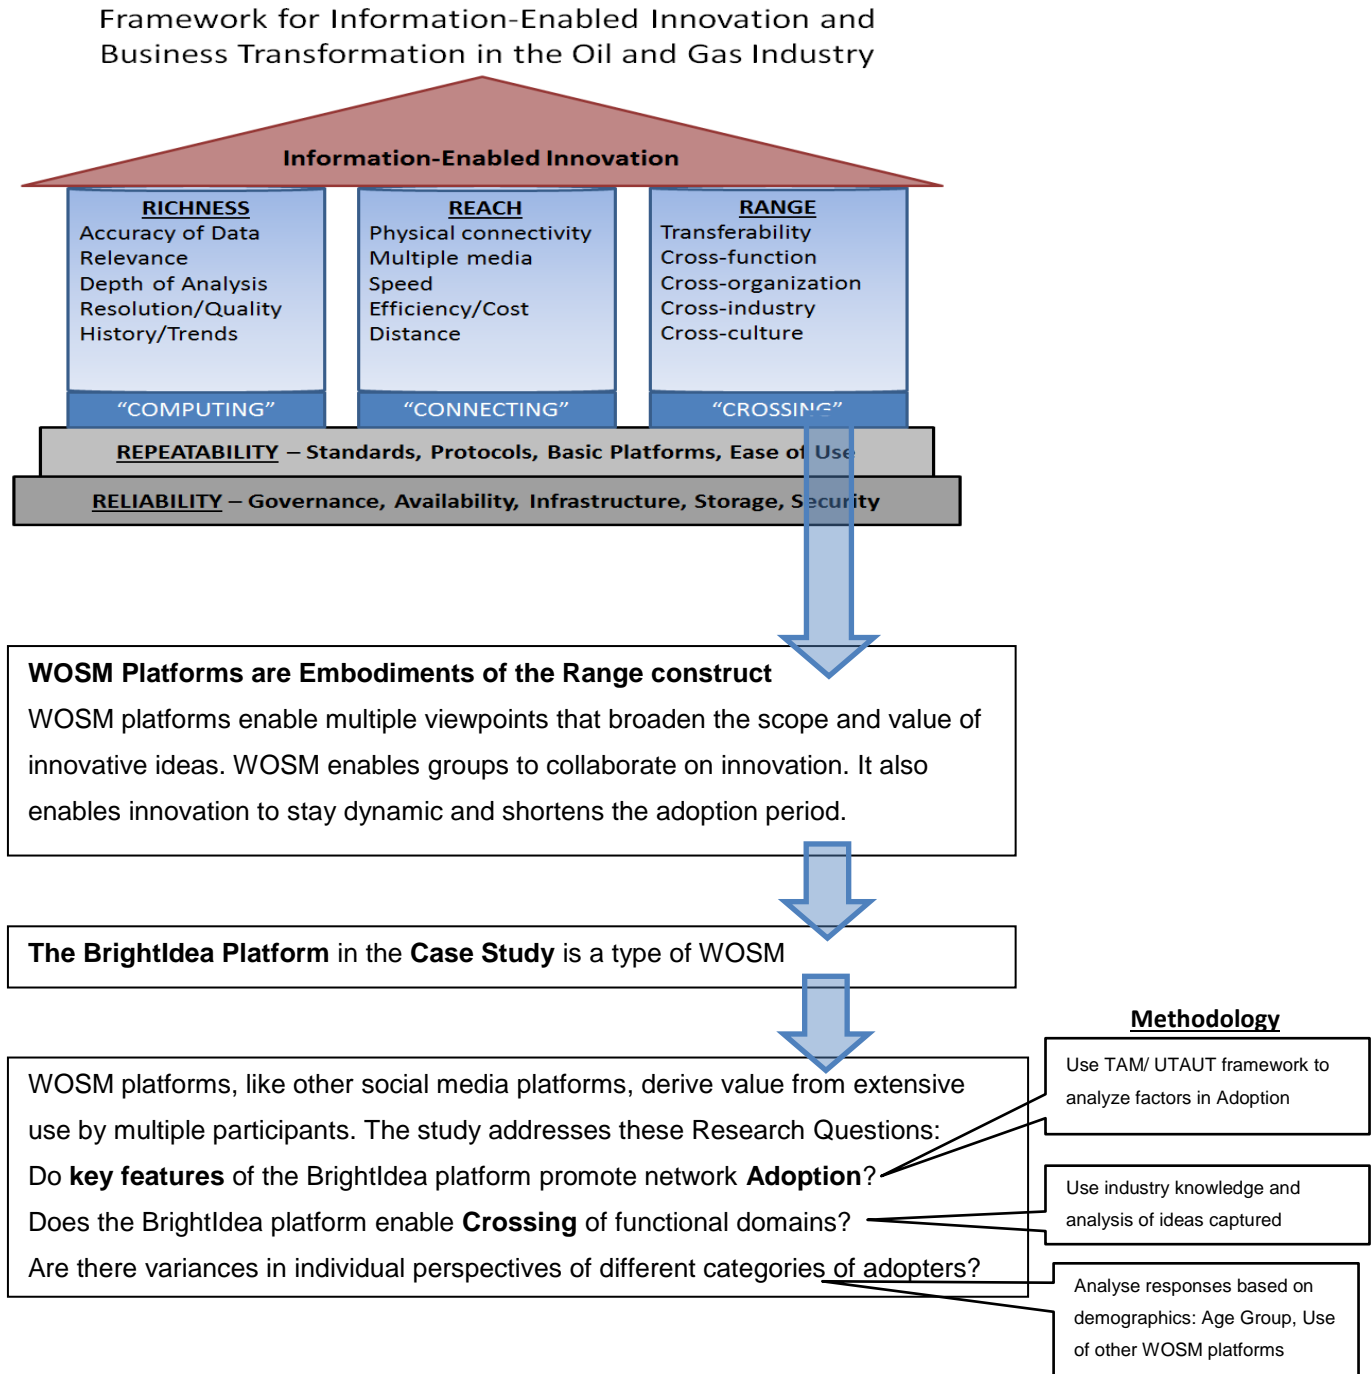 Framework for Information-Enabled Innovation and
Business Transformation in the Oil and Gas Industry
Information-Enabled Innovation
RICHNESS
Accuracy of Data
Relevance
Depth of Analysis
Resolution/Quality
History/Trends
"COMPUTING"
REACH
Physical connectivity
Multiple media
Speed
Efficiency/Cost
Distance
"CONNECTING"
RANGE
Transferability
Cross-function
Cross-organization
Cross-industry
Cross-culture
"CROSSING"
REPEATABILITY – Standards, Protocols, Basic Platforms, Ease of Use
RELIABILITY – Governance, Availability, Infrastructure, Storage, Security
WOSM Platforms are Embodiments of the Range construct
WOSM platforms enable multiple viewpoints that broaden the scope and value of
innovative ideas. WOSM enables groups to collaborate on innovation. It also
enables innovation to stay dynamic and shortens the adoption period.
The BrightIdea Platform in the Case Study is a type of WOSM
WOSM platforms, like other social media platforms, derive value from extensive
use by multiple participants. The study addresses these Research Questions:
Do key features of the BrightIdea platform promote network Adoption?
Does the BrightIdea platform enable Crossing of functional domains?
Are there variances in individual perspectives of different categories of adopters?
Methodology
Use TAM/ UTAUT framework to
analyze factors in Adoption
Use industry knowledge and
analysis of ideas captured
Analyse responses based on
demographics: Age Group, Use
of other WOSM platforms